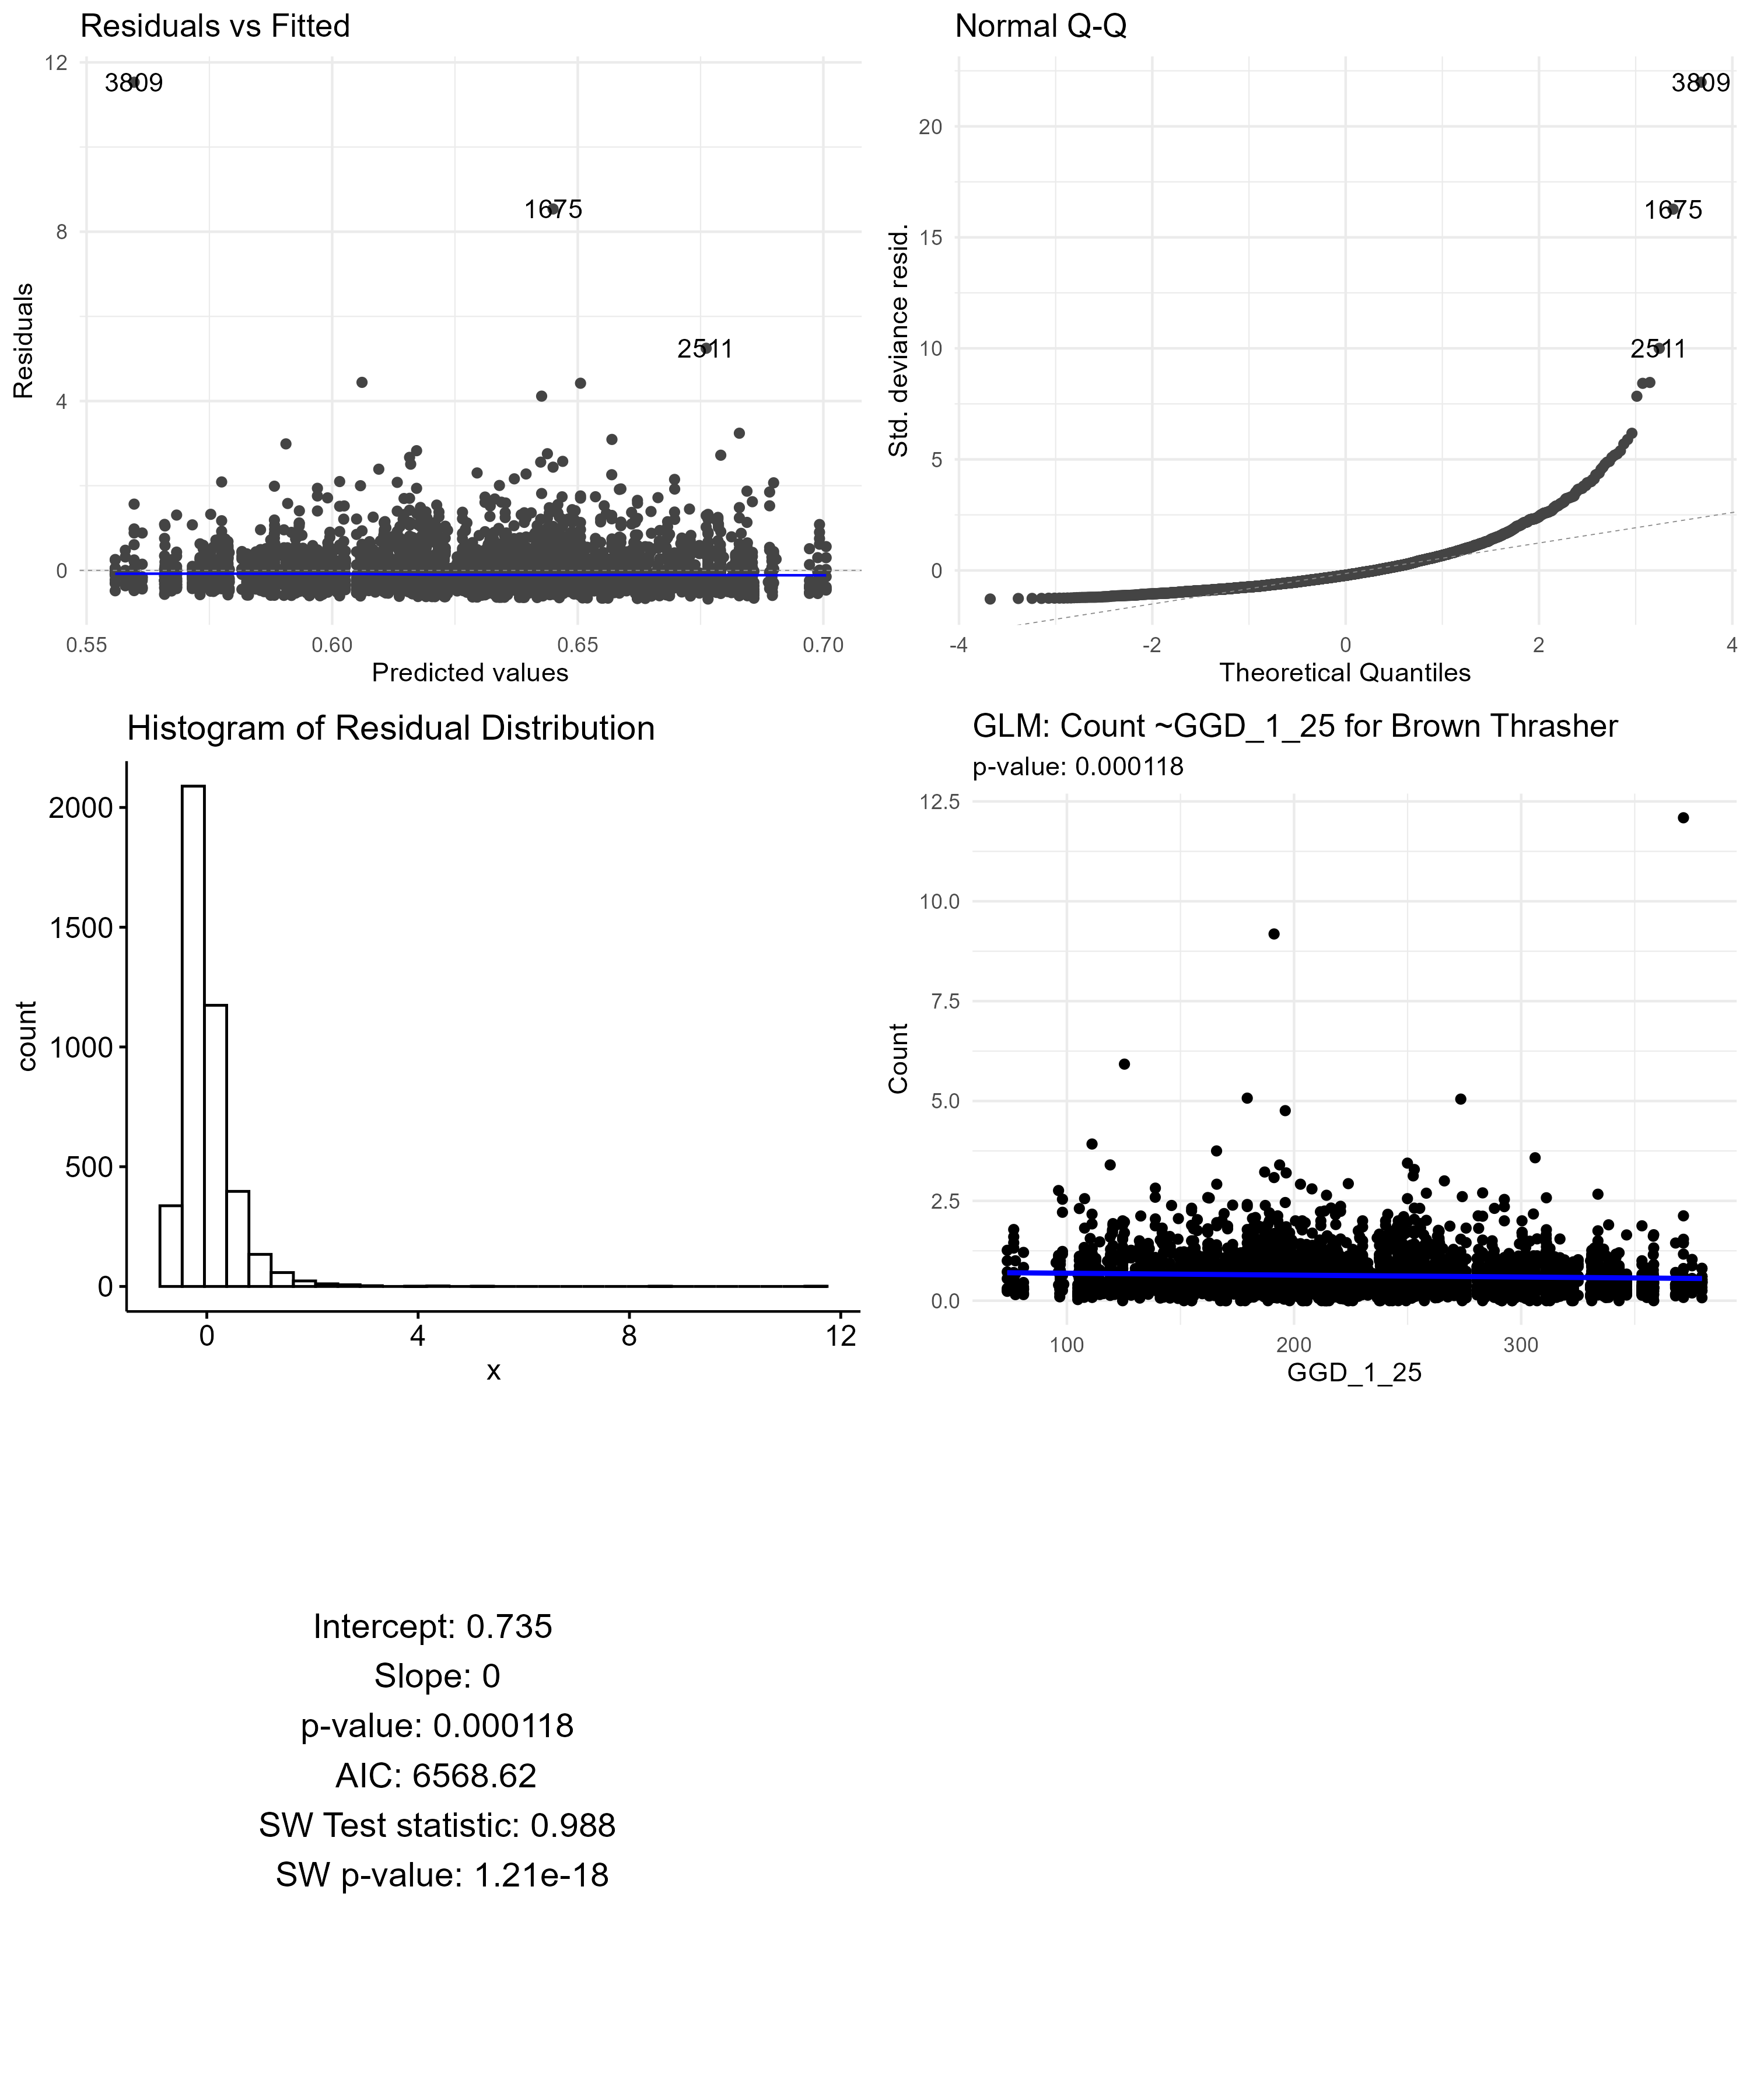 Residuals vs Fitted
12
8
4
0
Residuals
3809
1675
2511
0.55 0.60 0.65 0.70
Predicted values
Normal Q-Q
20
15
10
5
0
Std. deviance resid.
3809
1675
2511
-4 -2 0 2 4
Theoretical Quantiles
Histogram of Residual Distribution
2000
1500
1000
500
0
count
0 4 8 12
x
GLM: Count ~GGD_1_25 for Brown Thrasher
p-value: 0.000118
12.5
10.0
7.5
5.0
2.5
0.0
Count
100 200 300
GGD_1_25
Intercept: 0.735
Slope: 0
p-value: 0.000118
AIC: 6568.62
SW Test statistic: 0.988
SW p-value: 1.21e-18